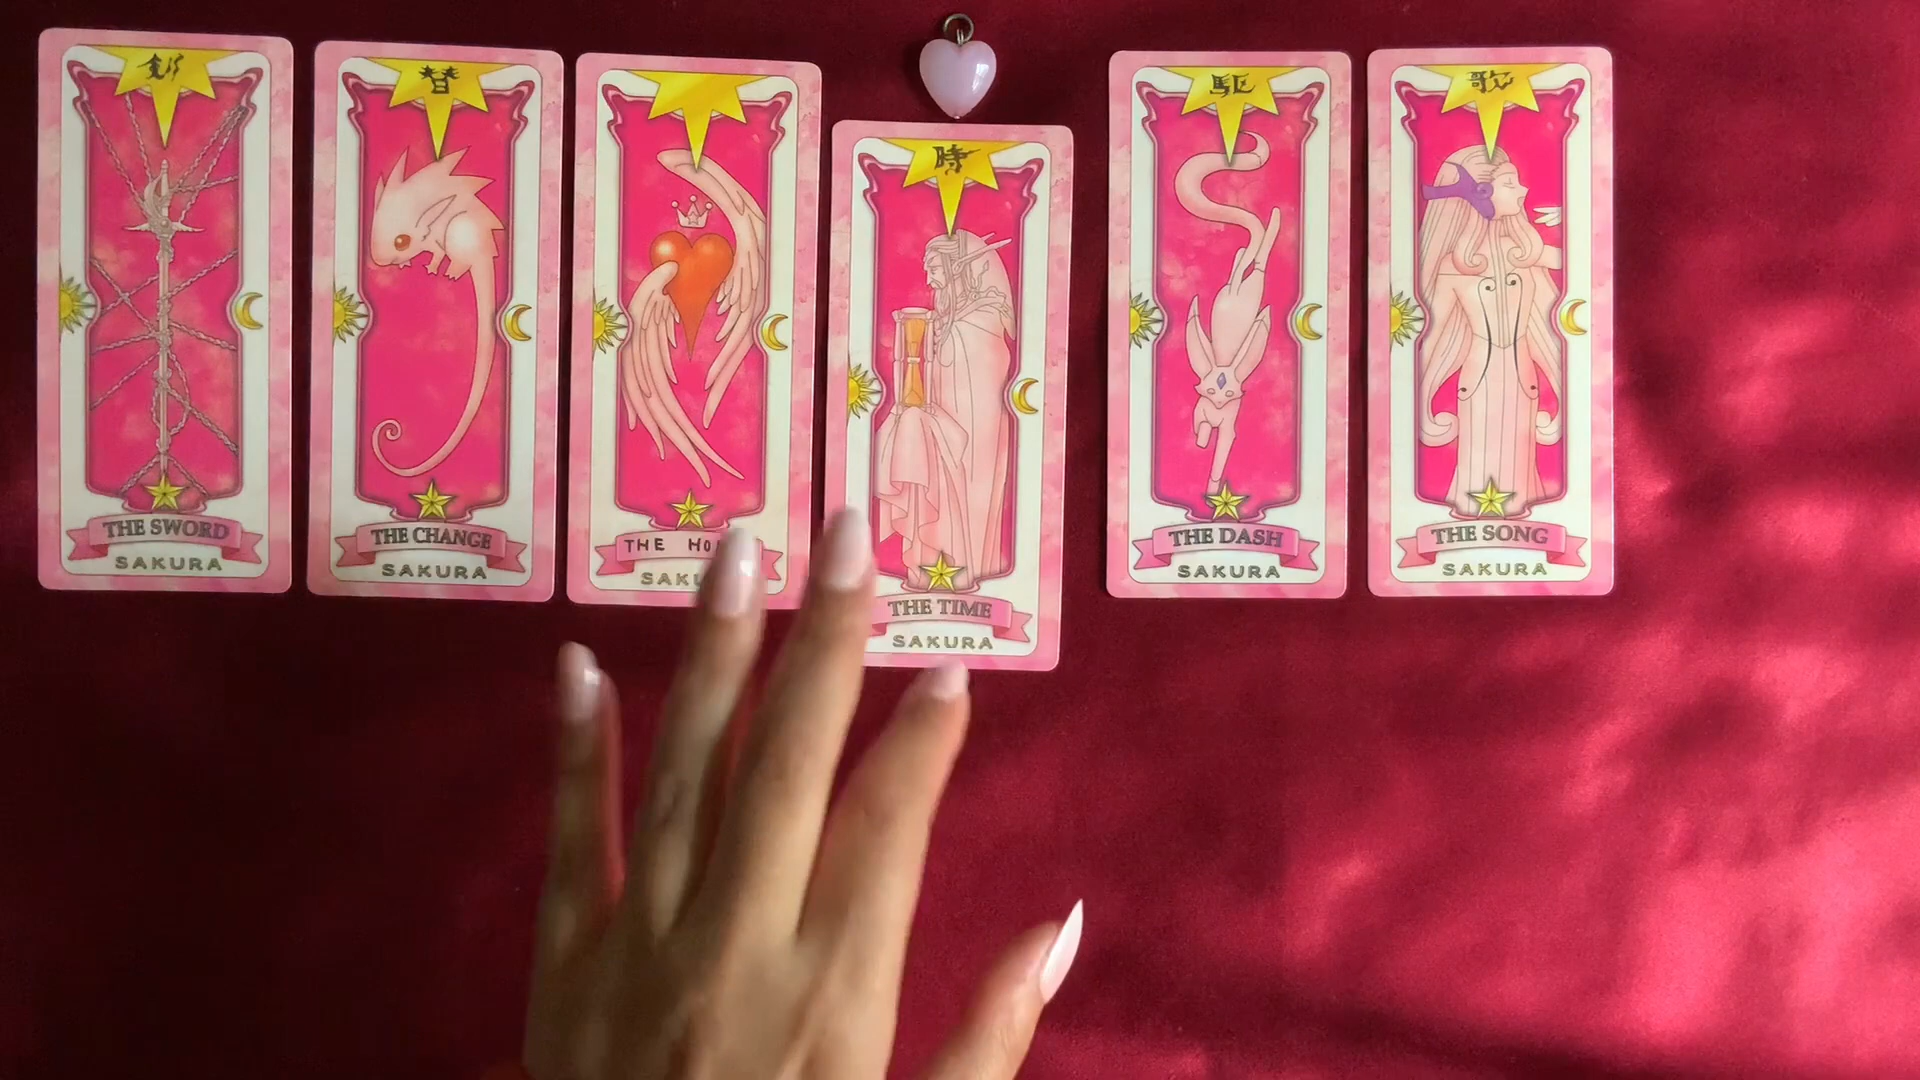 劍
替
時
駆
歌
THE SWORD
SAKURA
THE CHANGE
SAKURA
THE
THE TIME
SAKURA
THE DASH
SAKURA
THE SONG
SAKURA